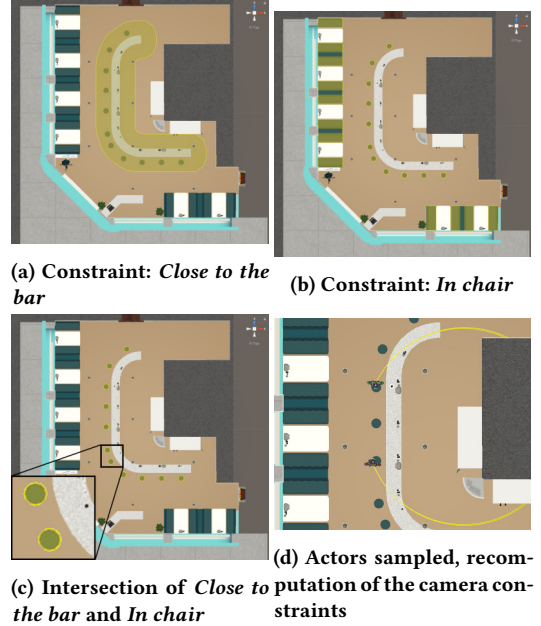 (a) Constraint: Close to the
bar
(b) Constraint: In chair
(c) Intersection of Close to
the bar and In chair
(d) Actors sampled, recom-
putation of the camera con-
straints